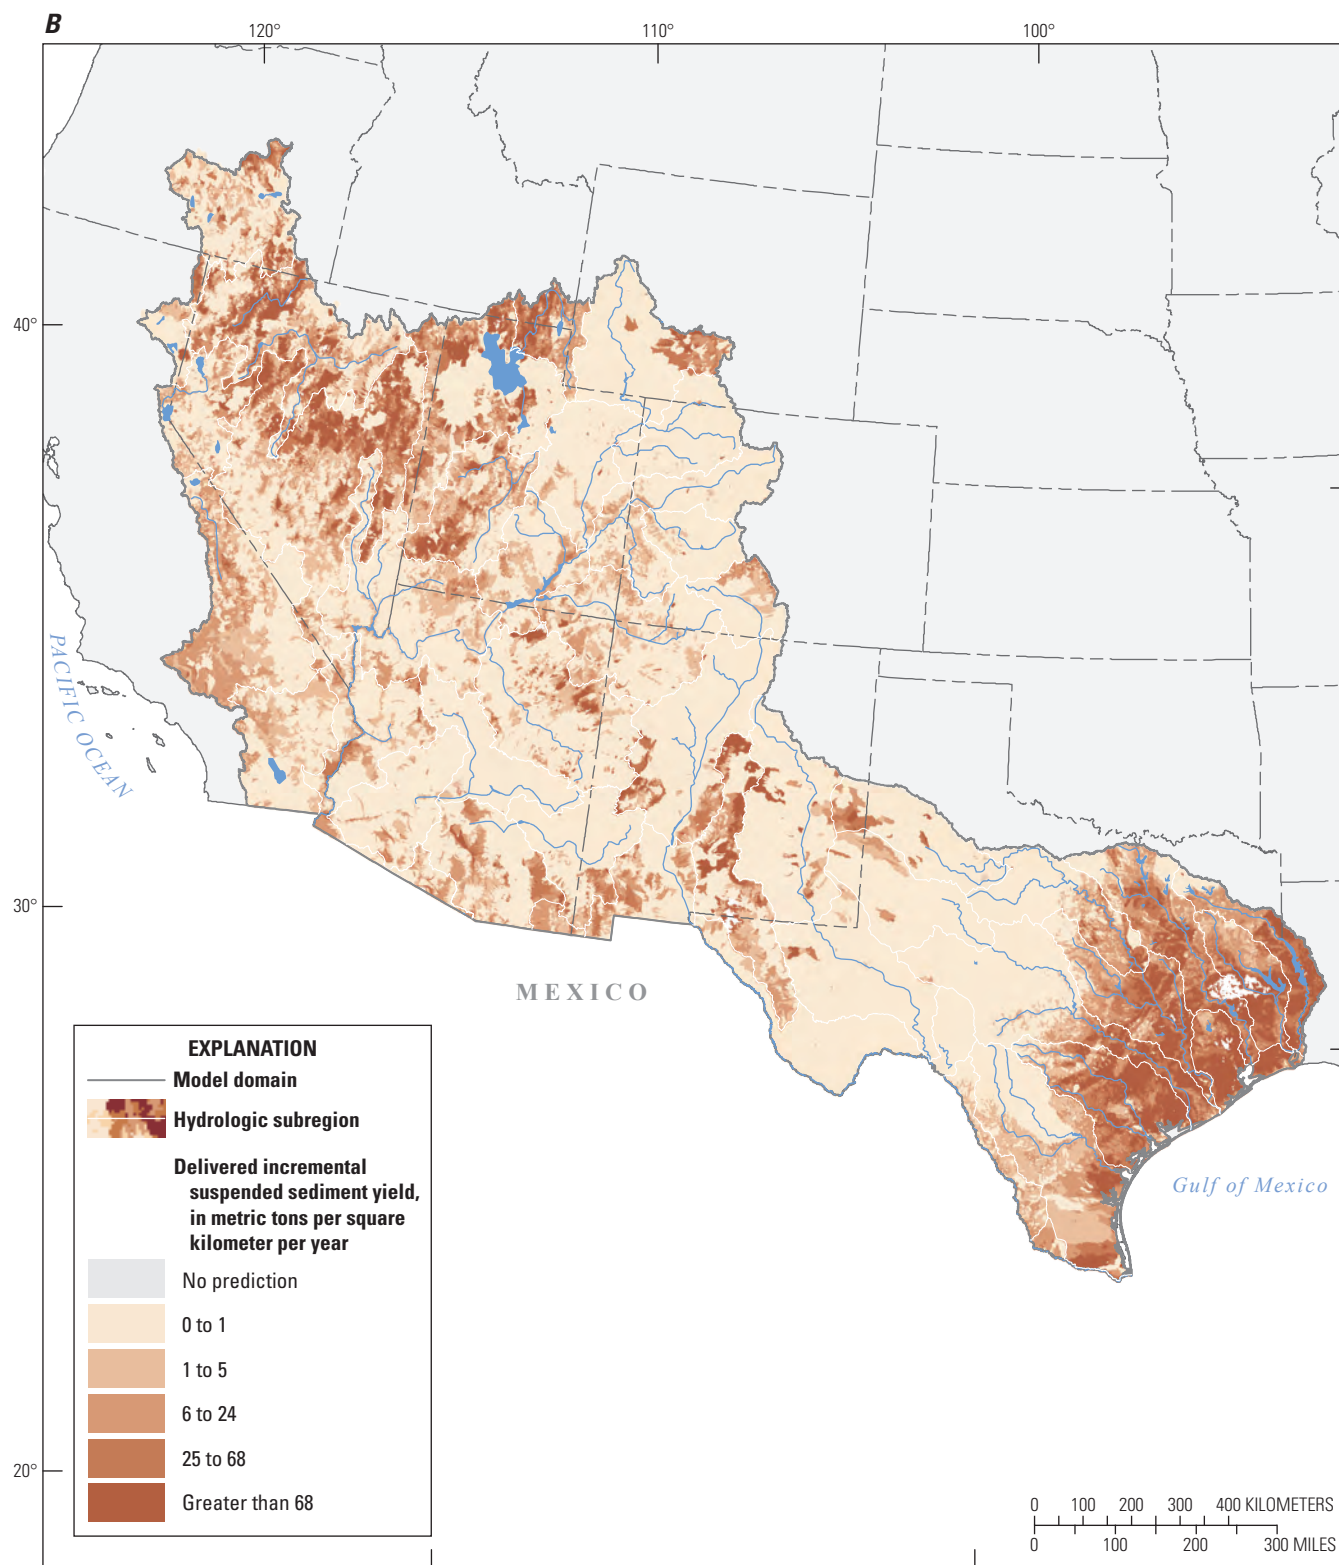 B
120°
110°
100°
40°
30°
20°
PACIFIC OCEAN
MEXICO
Gulf of Mexico
EXPLANATION
Model domain
Hydrologic subregion
Delivered incremental
suspended sediment yield,
in metric tons per square
kilometer per year
No prediction
0 to 1
1 to 5
6 to 24
25 to 68
Greater than 68
0 100 200 300 400 KILOMETERS
0 100 200 300 MILES